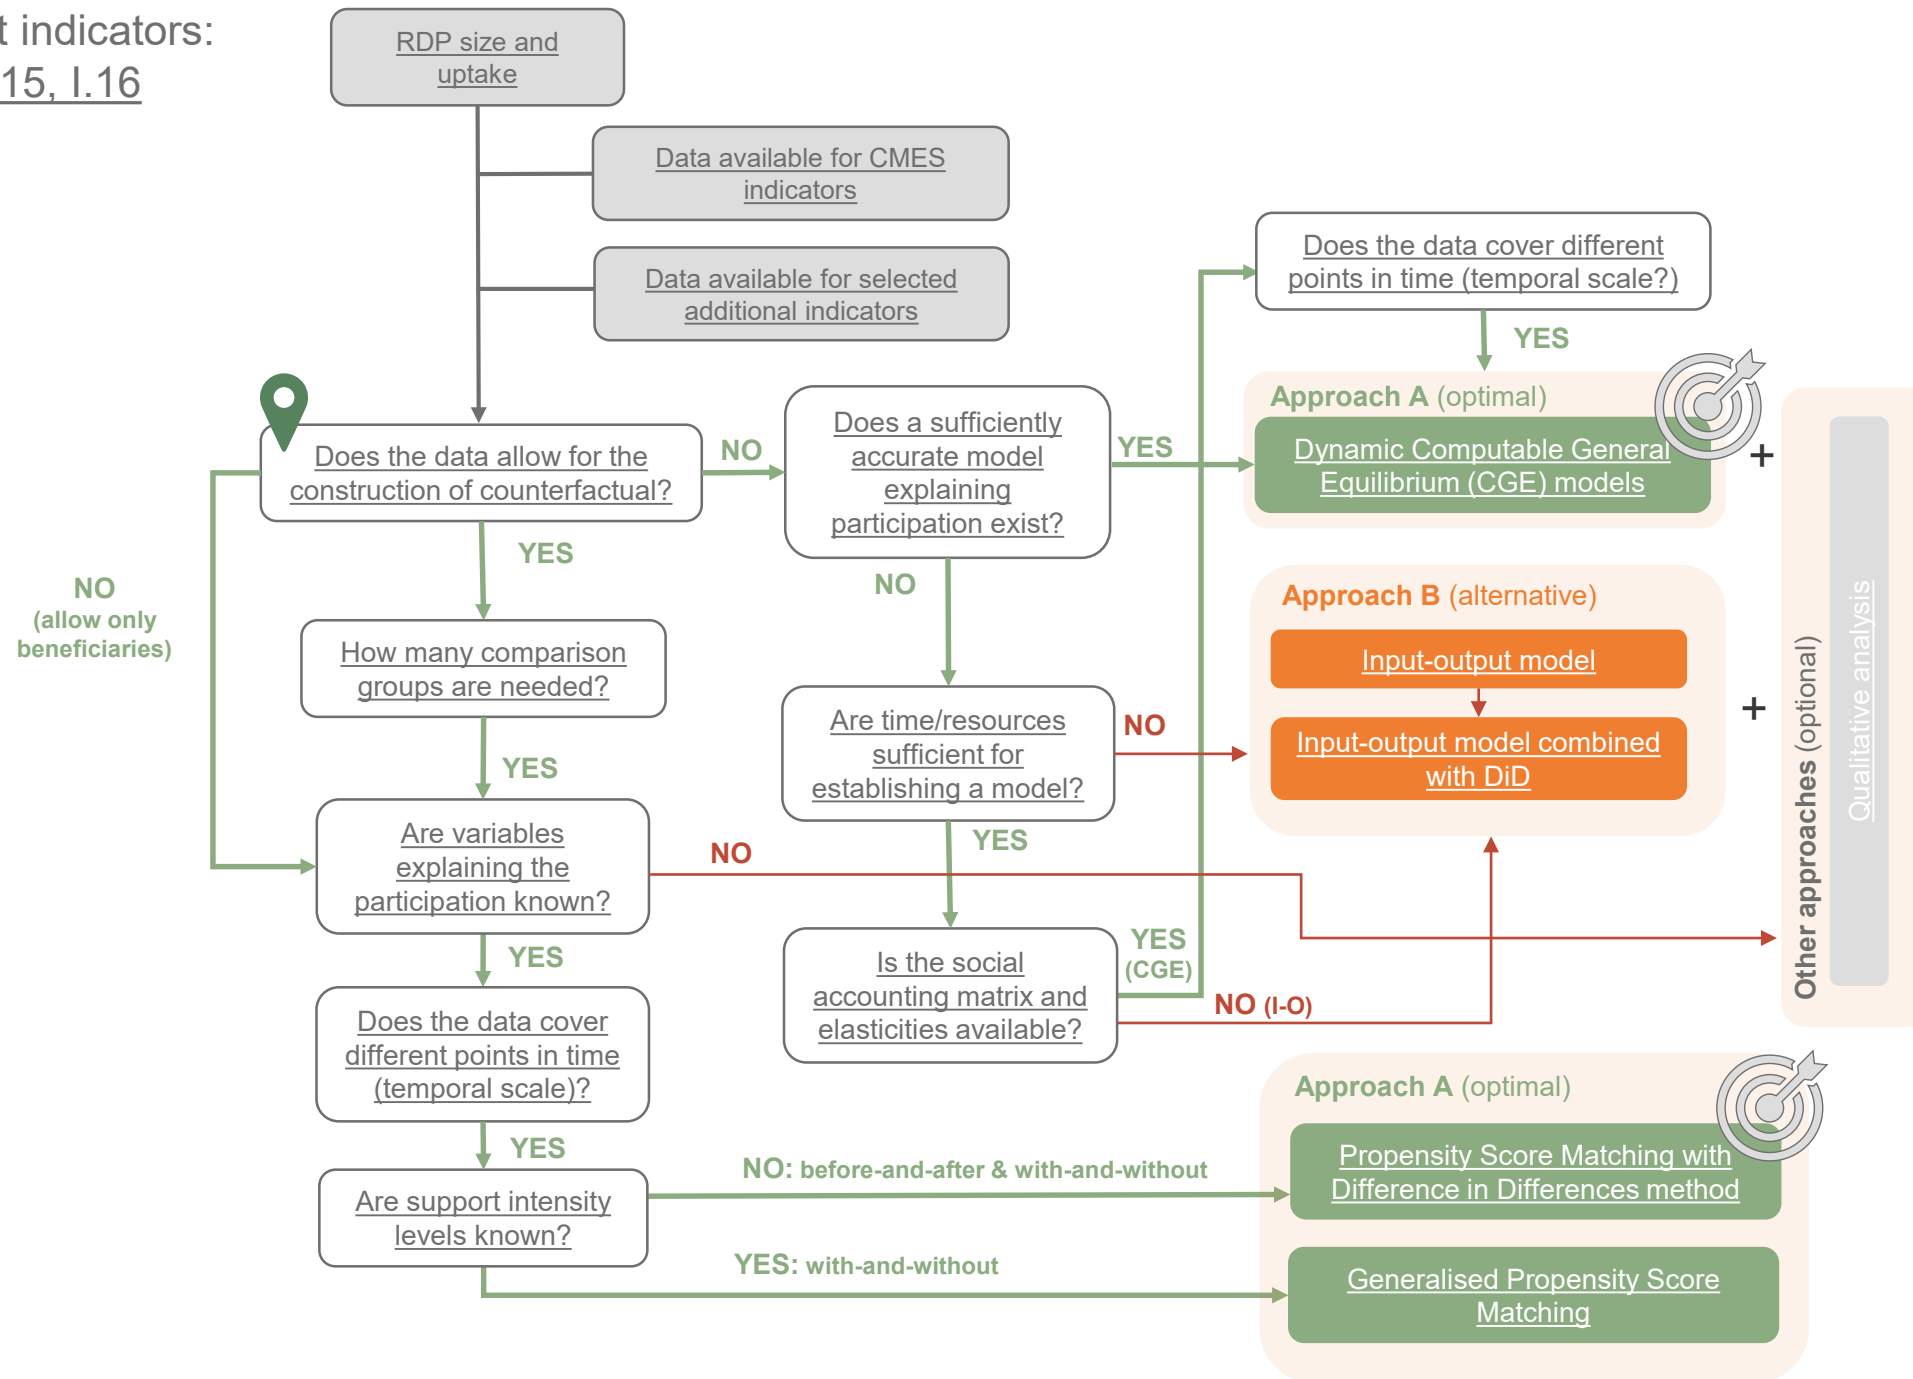 t indicators:
15, I.16
RDP size and
uptake
Data available for CMES
indicators
Data available for selected
additional indicators
Does the data cover different
points in time (temporal scale?)
YES
Does the data allow for the
construction of counterfactual?
NO
Does a sufficiently
accurate model
explaining
participation exist?
YES
Approach A (optimal)
Dynamic Computable General
Equilibrium (CGE) models
+
NO
(allow only
beneficiaries)
YES
NO
How many comparison
groups are needed?
Approach B (alternative)
Input-output model
Input-output model combined
with DiD
+
Other approaches (optional)
Qualitative analysis
Are time/resources
sufficient for
establishing a model?
NO
YES
YES
Are variables
explaining the
participation known?
NO
YES
Is the social
accounting matrix and
elasticities available?
YES
(CGE)
NO (I-O)
Does the data cover
different points in time
(temporal scale)?
YES
Are support intensity
levels known?
NO: before-and-after & with-and-without
YES: with-and-without
Approach A (optimal)
Propensity Score Matching with
Difference in Differences method
Generalised Propensity Score
Matching